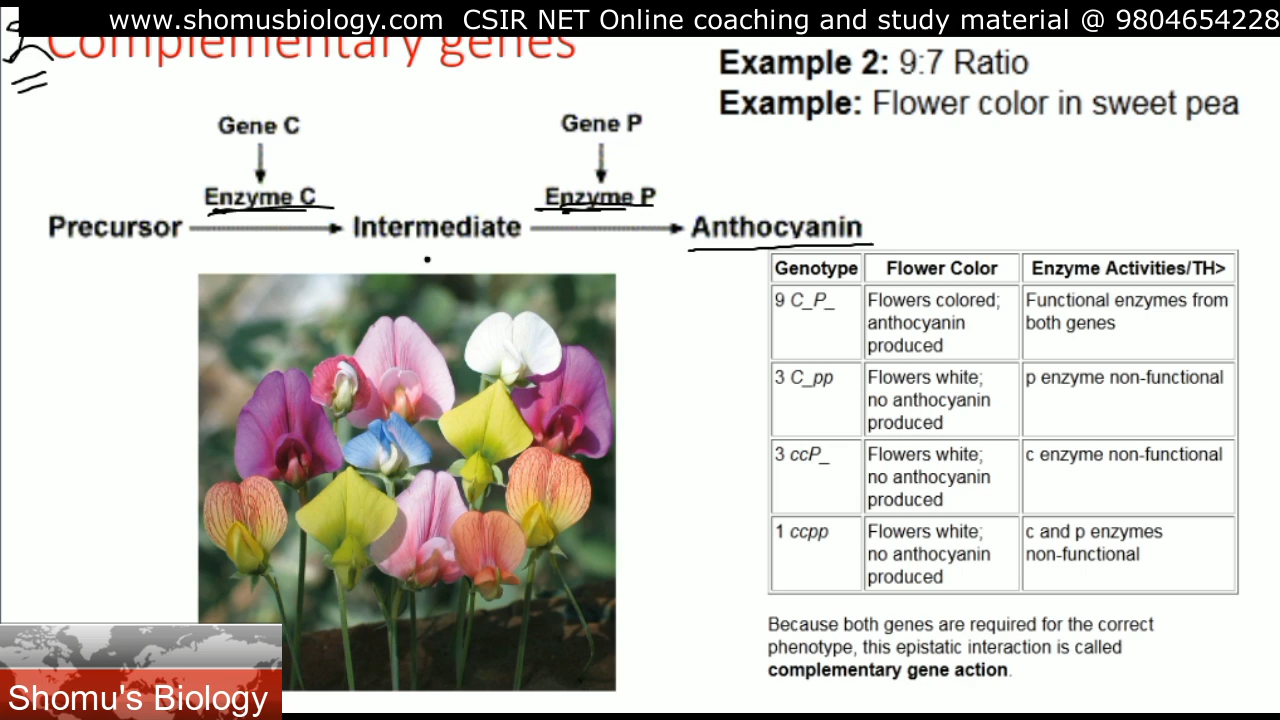 www.shomusbiology.com CSIR NET Online coaching and study material @ 9804654228
Complementary genes
Example 2: 9:7 Ratio
Example: Flower color in sweet pea
Gene C
Gene P
Enzyme C
Enzyme P
Precursor
Intermediate
Anthocyanin
Genotype Flower Color Enzyme Activities/TH>
9 C_P_ Flowers colored; Functional enzymes from
anthocyanin both genes
produced
3 C_pp Flowers white; p enzyme non-functional
no anthocyanin
produced
3 ccP_ Flowers white; c enzyme non-functional
no anthocyanin
produced
1 ccpp Flowers white; c and p enzymes
no anthocyanin non-functional
produced
Because both genes are required for the correct
phenotype, this epistatic interaction is called
complementary gene action.
Shomu's Biology